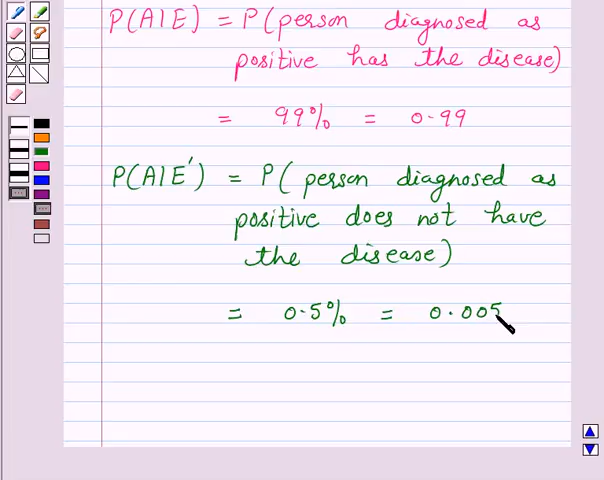 P(A|E) = P(person diagnosed as
positive has the disease)
= 99% = 0.99
P(A|E') = P(person diagnosed as
positive does not have
the disease)
= 0.5% = 0.005